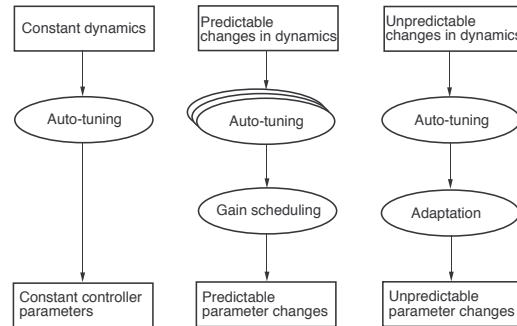 Constant dynamics
Predictable
changes in dynamics
Unpredictable
changes in dynamics
Auto-tuning
Auto-tuning
Auto-tuning
Gain scheduling
Adaptation
Constant controller
parameters
Predictable
parameter changes
Unpredictable
parameter changes